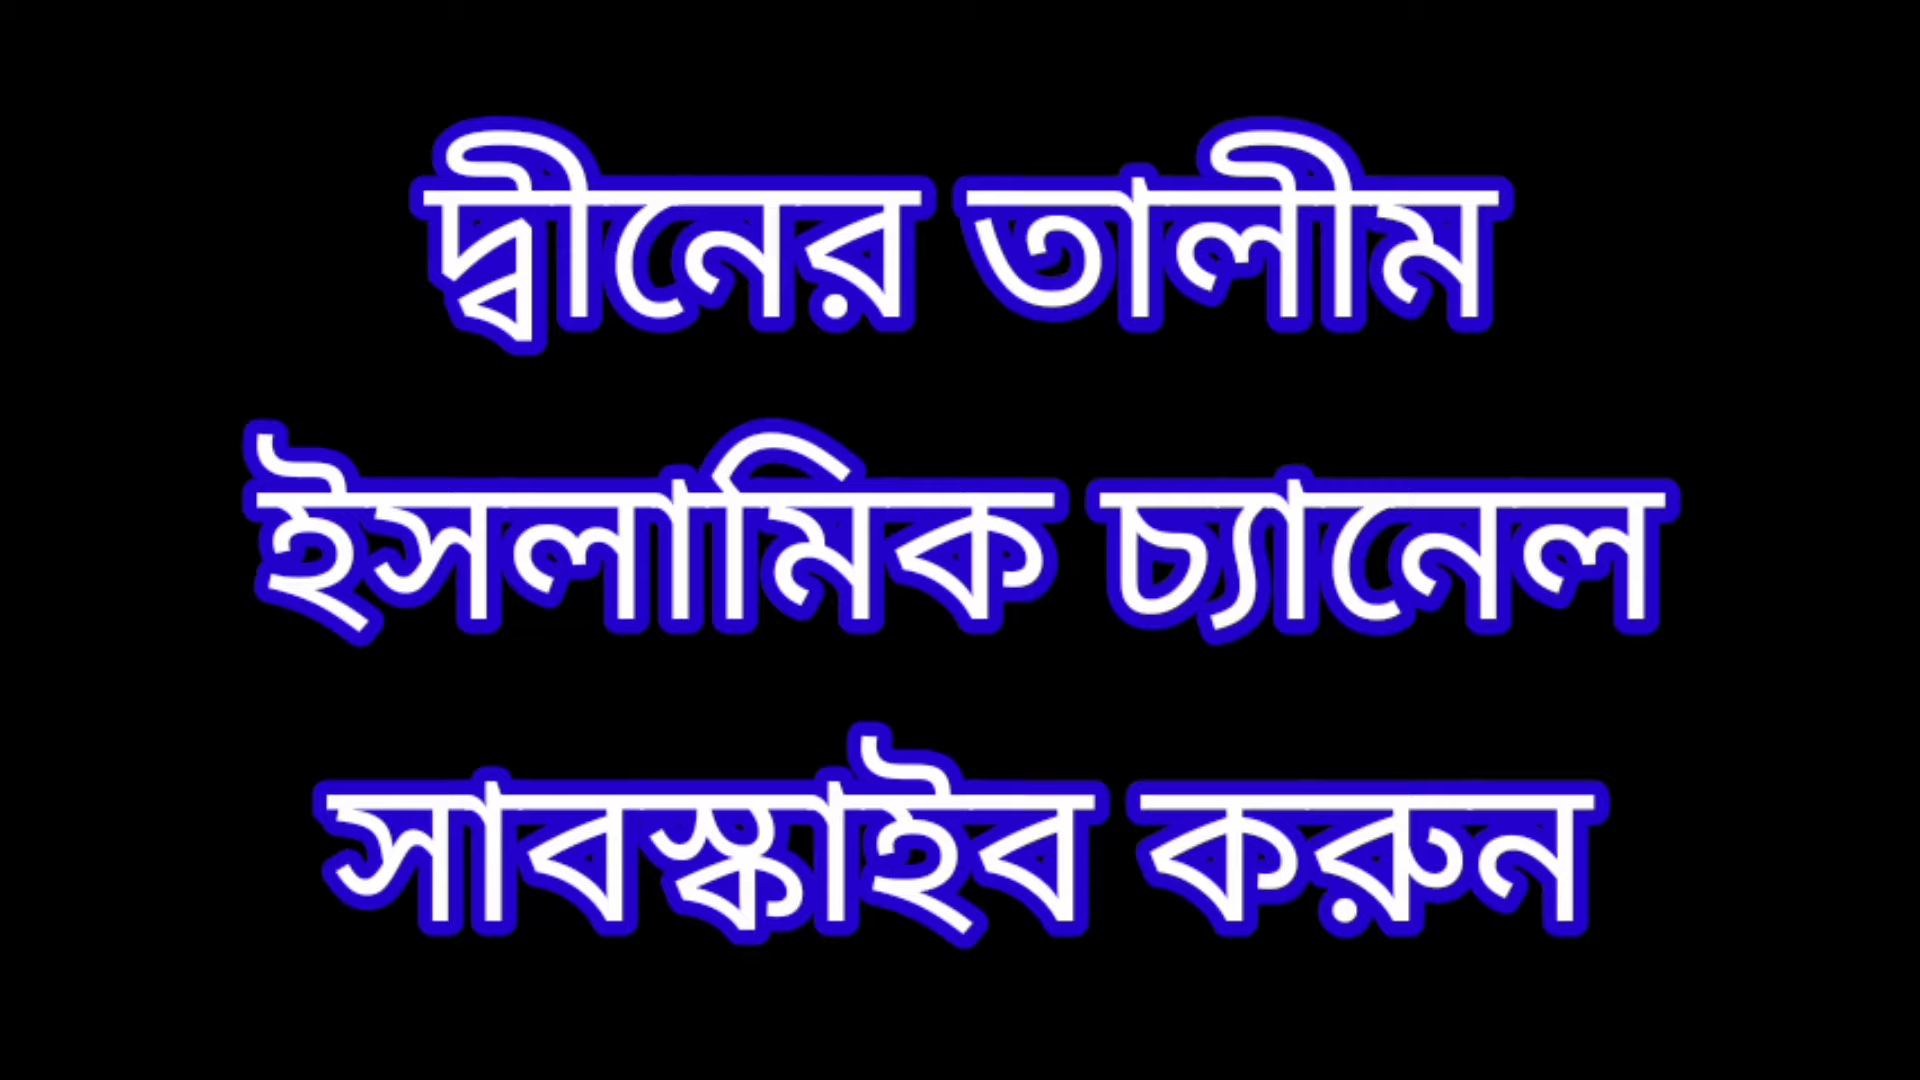 দ্বীনের তালীম
ইসলামিক চ্যানেল
সাবস্কাইব করুন